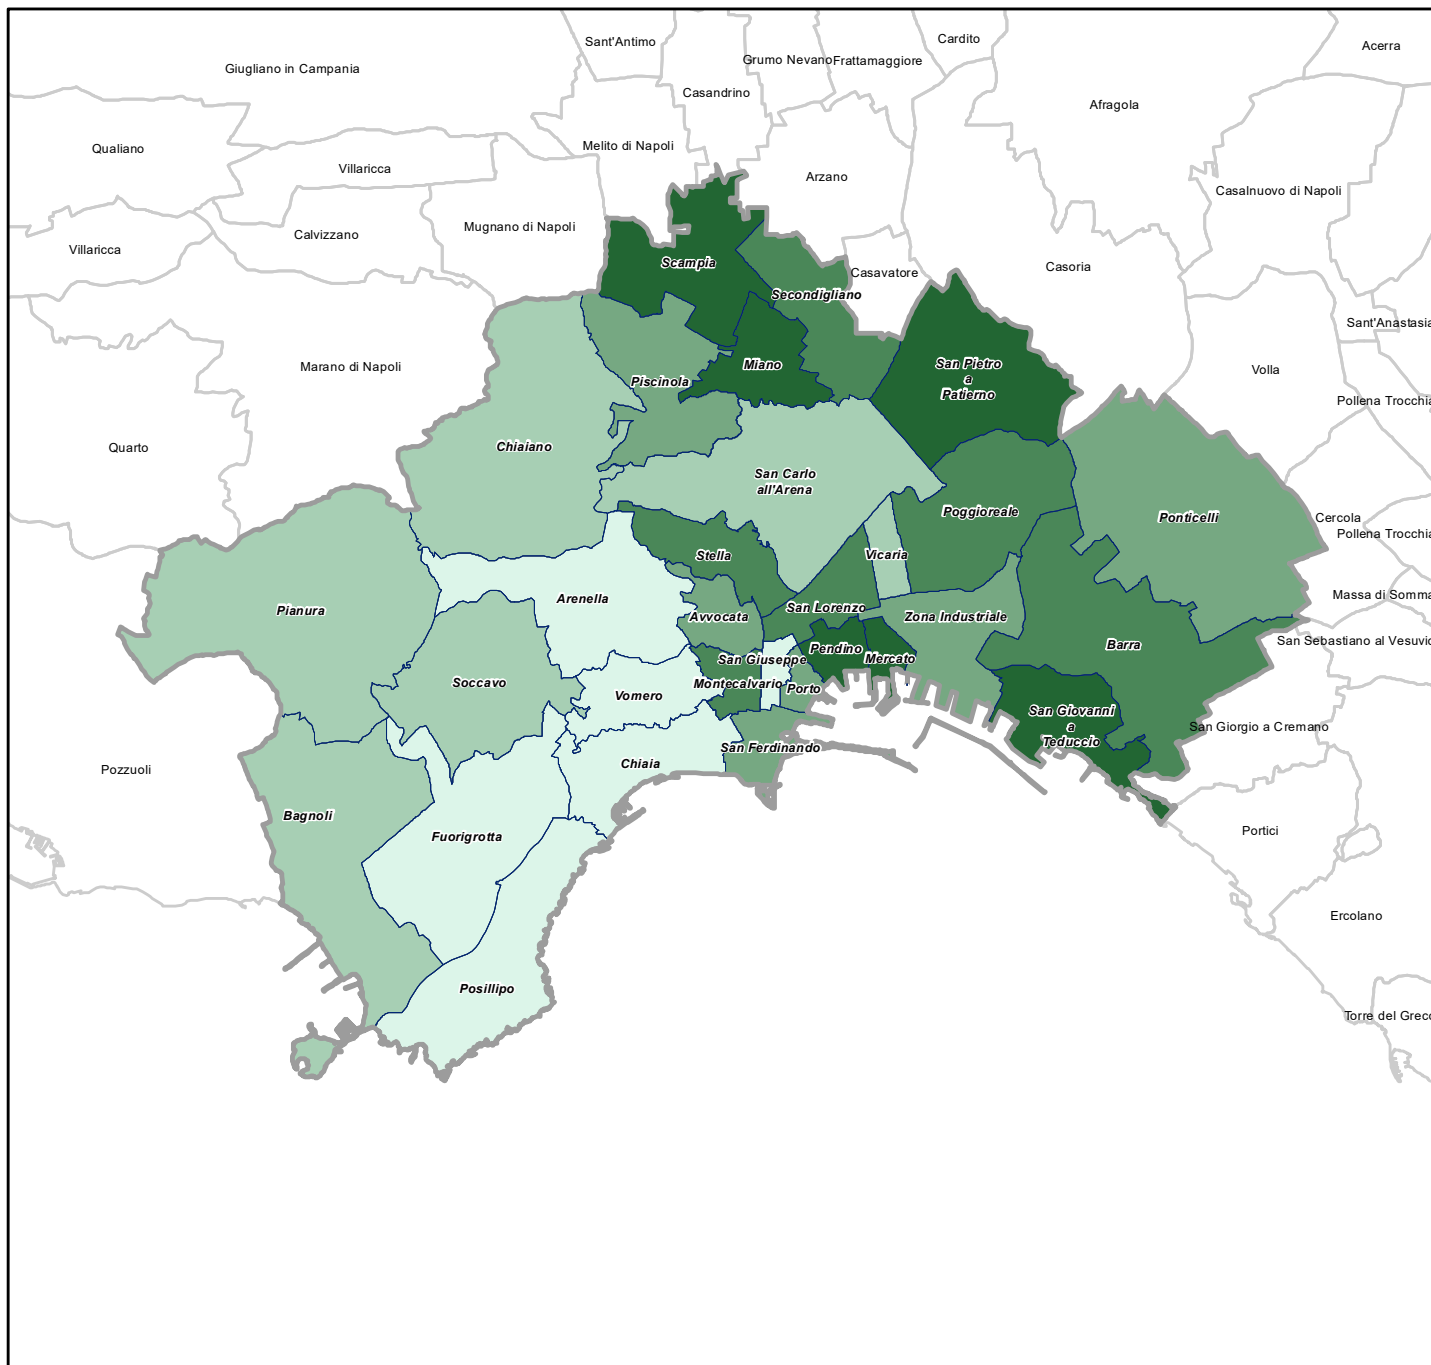 Sant'Antimo
Cardito
Acerra
Giugliano in Campania
Grumo Nevano
Frattamaggiore
Casandrino
Afragola
Qualiano
Melito di Napoli
Villaricca
Arzano
Casalnuovo di Napoli
Mugnano di Napoli
Calvizzano
Villaricca
Scampia
Casavatore
Casoria
Secondigliano
Sant'Anastasia
Marano di Napoli
Miano
San Pietro
a
Patierno
Volla
Piscinola
Pollena Trocchia
Quarto
Chiaiano
San Carlo
all'Arena
Poggioreale
Ponticelli
Cercola
Pollena Trocchia
Stella
Vicaria
Massa di Somma
Arenella
Pianura
San Lorenzo
Avvocata
Zona Industriale
San Sebastiano al Vesuvio
Barra
Pendino
Mercato
San Giuseppe
Soccavo
Montecalvario
Porto
Vomero
San Giovanni
a
Teduccio
San Giorgio a Cremano
San Ferdinando
Chiaia
Pozzuoli
Bagnoli
Fuorigrotta
Portici
Ercolano
Posillipo
Torre del Greco